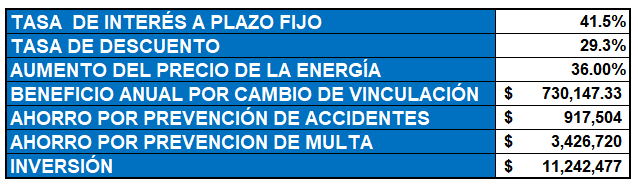 TASA DE INTERÉS A PLAZO FIJO 41.5%
TASA DE DESCUENTO 29.3%
AUMENTO DEL PRECIO DE LA ENERGÍA 36.00%
BENEFICIO ANUAL POR CAMBIO DE VINCULACIÓN $ 730,147.33
AHORRO POR PREVENCIÓN DE ACCIDENTES $ 917,504
AHORRO POR PREVENCION DE MULTA $ 3,426,720
INVERSIÓN $ 11,242,477